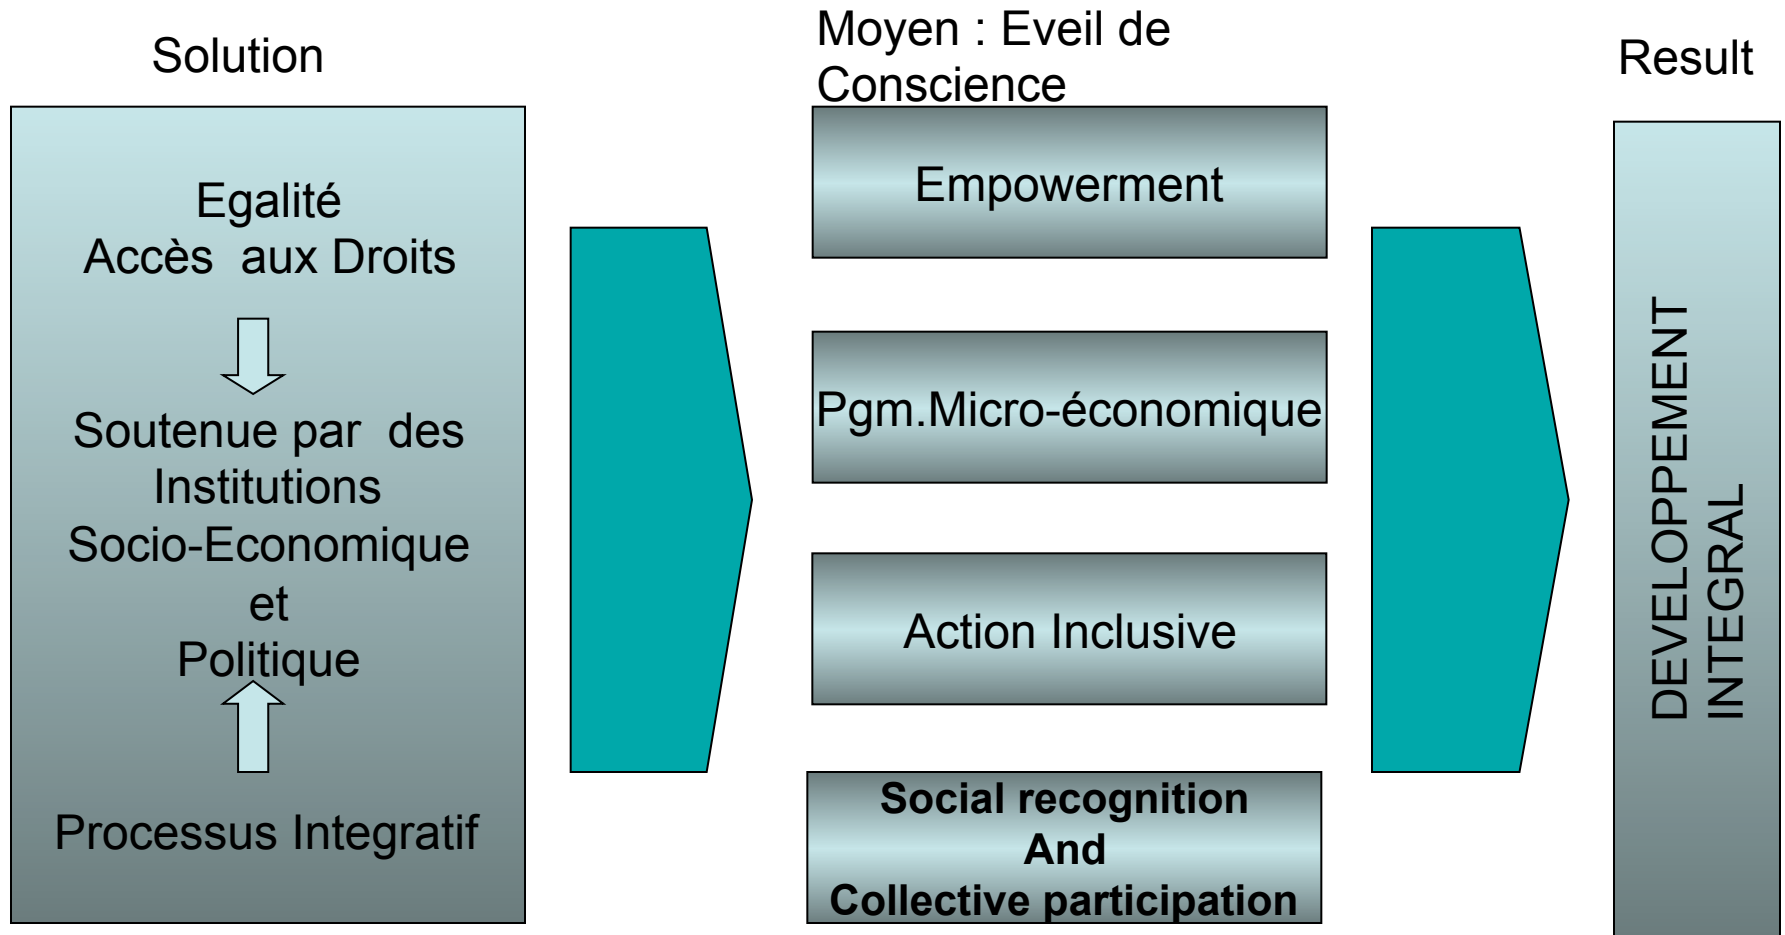 Solution
Egalité
Accès aux Droits
Soutenue par des
Institutions
Socio-Economique
et
Politique
Processus Integratif
Moyen : Eveil de
Conscience
Empowerment
Pgm.Micro-économique
Action Inclusive
Social recognition
And
Collective participation
Result
DEVELOPPEMENT
INTEGRAL